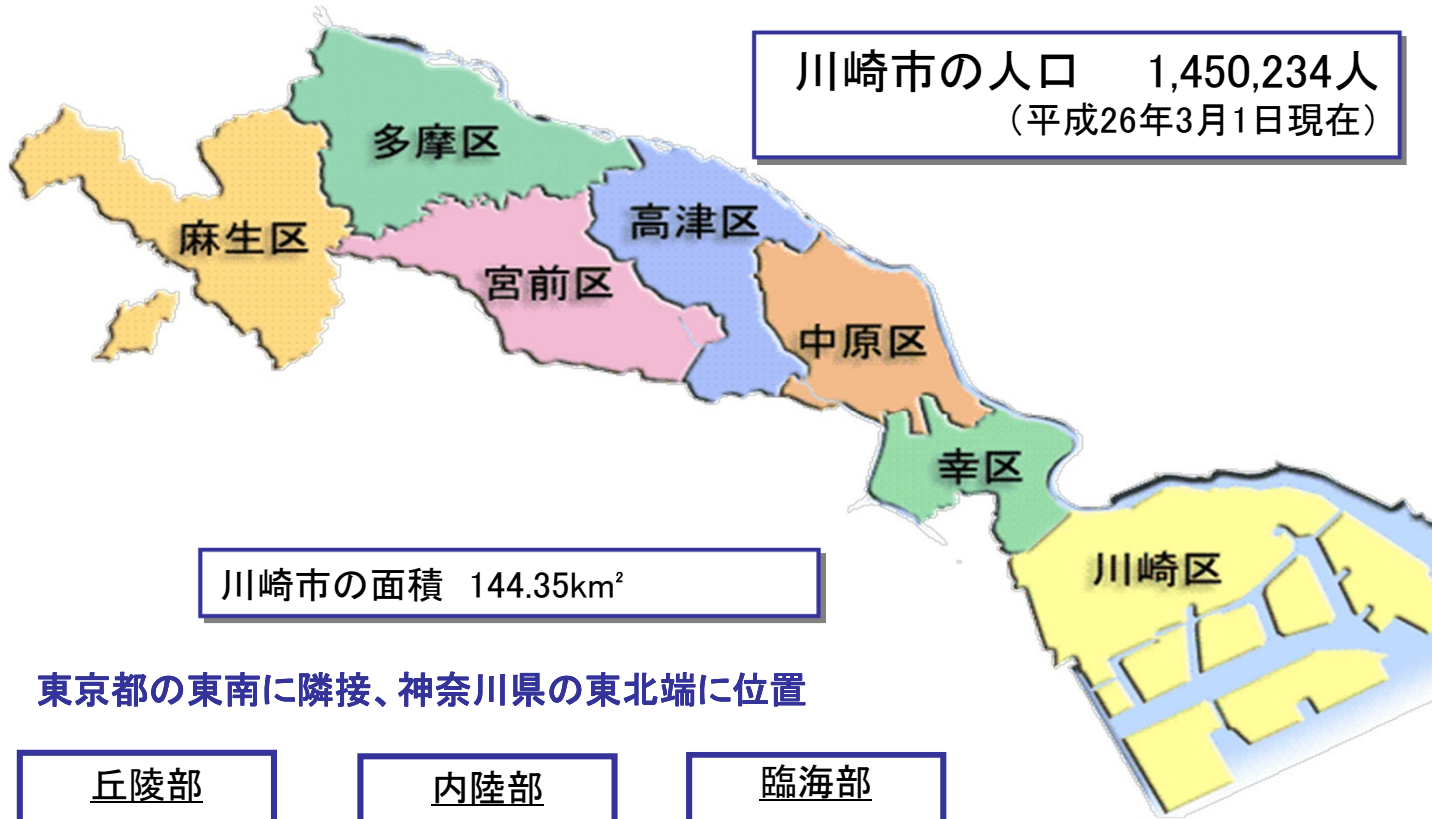 川崎市の人口 1,450,234人
(平成26年3月1日現在)
多摩区
麻生区
高津区
宮前区
中原区
幸区
川崎区
川崎市の面積 144.35km²
東京都の東南に隣接、神奈川県の東北端に位置
丘陵部
内陸部
臨海部